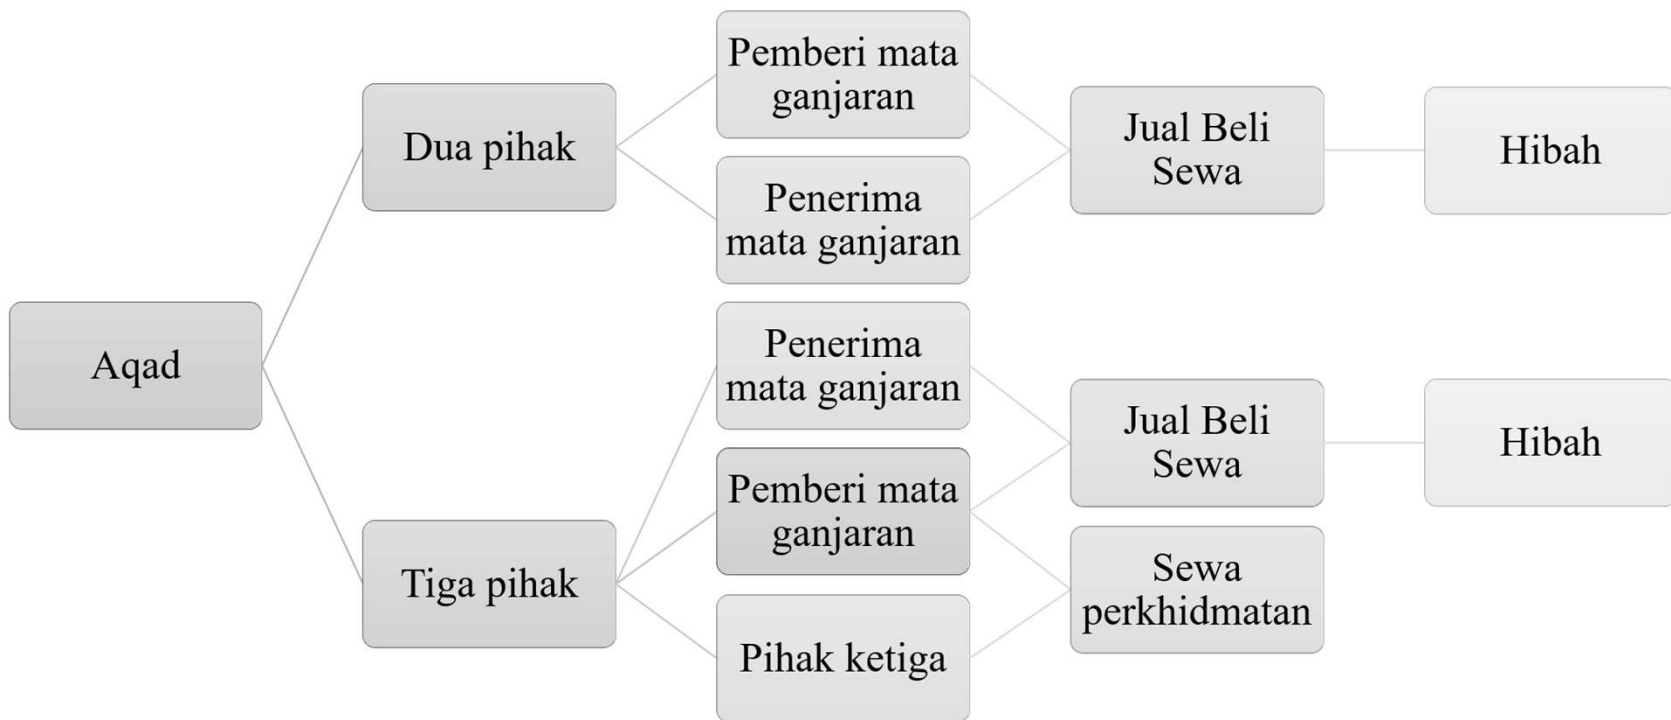 Pemberi mata
ganjaran
Dua pihak
Jual Beli
Sewa
Hibah
Penerima
mata ganjaran
Aqad
Penerima
mata ganjaran
Jual Beli
Sewa
Hibah
Pemberi mata
ganjaran
Tiga pihak
Sewa
perkhidmatan
Pihak ketiga